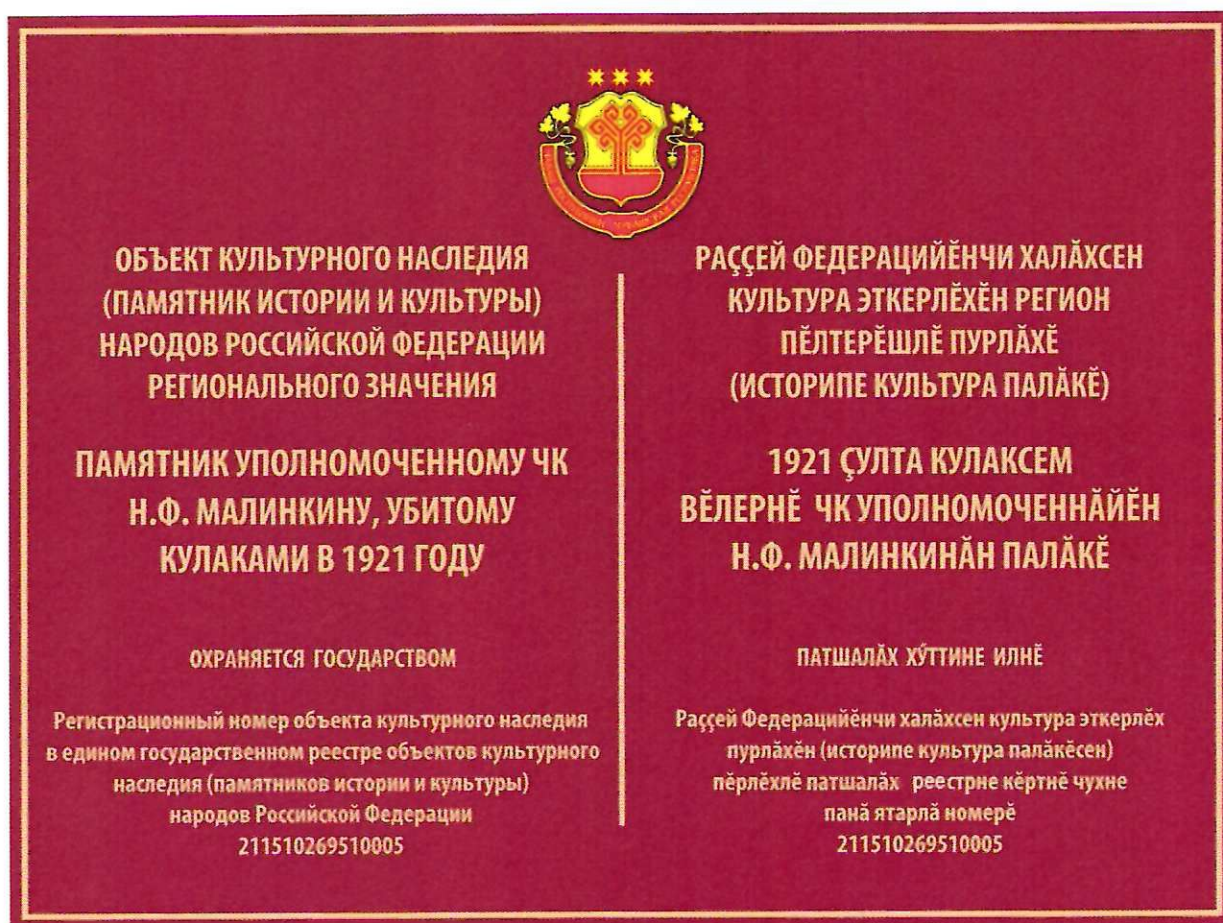 ОБЪЕКТ КУЛЬТУРНОГО НАСЛЕДИЯ
(ПАМЯТНИК ИСТОРИИ И КУЛЬТУРЫ)
НАРОДОВ РОССИЙСКОЙ ФЕДЕРАЦИИ
РЕГИОНАЛЬНОГО ЗНАЧЕНИЯ
ПАМЯТНИК УПОЛНОМОЧЕННОМУ ЧК
Н.Ф. МАЛИНКИНУ, УБИТОМУ
КУЛАКАМИ В 1921 ГОДУ
ОХРАНЯЕТСЯ ГОСУДАРСТВОМ
Регистрационный номер объекта культурного наследия
в едином государственном реестре объектов культурного
наследия (памятников истории и культуры)
народов Российской Федерации
211510269510005
РАҪҪЕЙ ФЕДЕРАЦИЙӖНЧИ ХАЛӐХСЕН
КУЛЬТУРА ЭТКЕРЛӖХӖН РЕГИОН
ПӖЛТЕРӖШЛӖ ПУРЛӐХӖ
(ИСТОРИПЕ КУЛЬТУРА ПАЛӐКӖ)
1921 ҪУЛТА КУЛАКСЕМ
ВӖЛЕРНӖ ЧК УПОЛНОМОЧЕННӐЙӖН
Н.Ф. МАЛИНКИНӐН ПАЛӐКӖ
ПАТШАЛӐХ ХӲТТИНЕ ИЛНӖ
Раҫҫей Федерацийӗнчи халӑхсен культура эткерлӗх
пурлӑхӗн (историпе культура палӑкӗсен)
пӗрлӗхлӗ патшалӑх реестрне кӗртнӗ чухне
панӑ ятарлӑ номерӗ
211510269510005